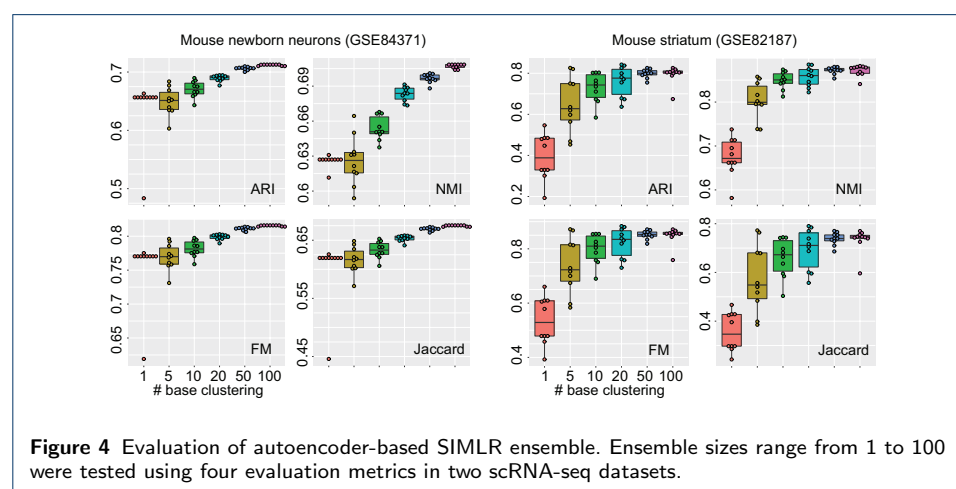 Mouse newborn neurons (GSE84371)
Mouse striatum (GSE82187)
0.7
0.6
0.5
ARI
0.69
0.66
0.63
0.6
NMI
0.8
0.6
0.4
0.2
ARI
0.8
0.7
0.6
NMI
0.8
0.75
0.7
0.65
FM
0.65
0.55
0.45
Jaccard
0.8
0.6
0.4
FM
0.8
0.6
0.4
Jaccard
1 5 10 20 50 100
# base clustering
1 5 10 20 50 100
# base clustering
Figure 4 Evaluation of autoencoder-based SIMLR ensemble. Ensemble sizes range from 1 to 100
were tested using four evaluation metrics in two scRNA-seq datasets.